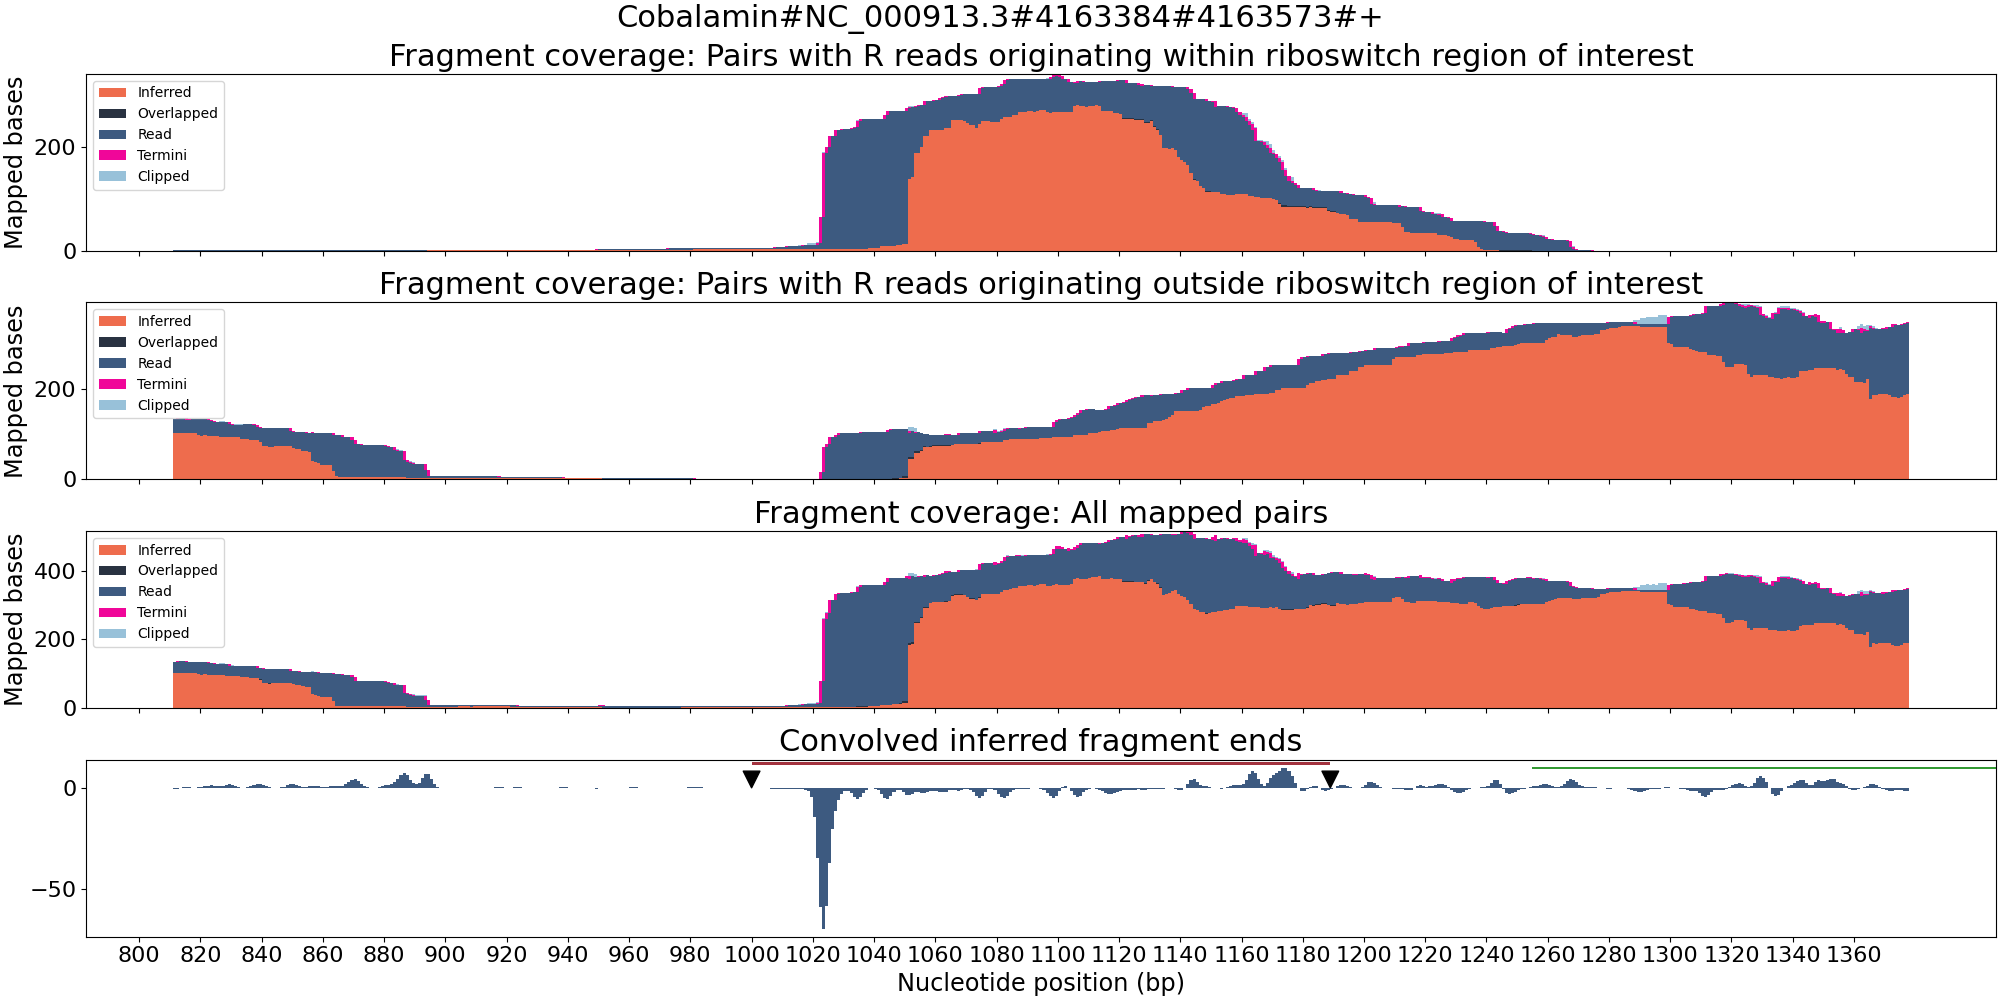 Cobalamin#NC_000913.3#4163384#4163573#+
Fragment coverage: Pairs with R reads originating within riboswitch region of interest
Mapped bases
200
0
Inferred
Overlapped
Read
Termini
Clipped
Fragment coverage: Pairs with R reads originating outside riboswitch region of interest
Mapped bases
200
0
Inferred
Overlapped
Read
Termini
Clipped
Fragment coverage: All mapped pairs
Mapped bases
400
200
0
Inferred
Overlapped
Read
Termini
Clipped
Convolved inferred fragment ends
0
−50
800 820 840 860 880 900 920 940 960 980 1000 1020 1040 1060 1080 1100 1120 1140 1160 1180 1200 1220 1240 1260 1280 1300 1320 1340 1360
Nucleotide position (bp)